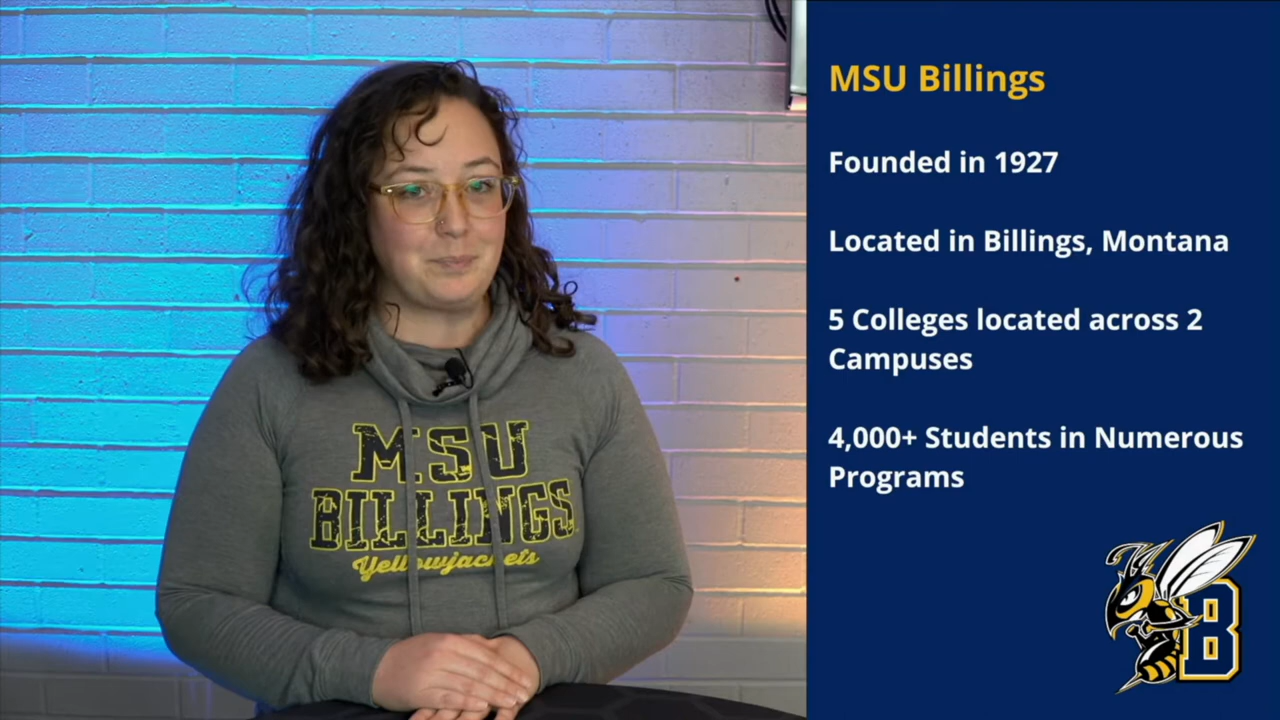 MSU
BILLINGS
Yellowjackets
MSU Billings
Founded in 1927
Located in Billings, Montana
5 Colleges located across 2
Campuses
4,000+ Students in Numerous
Programs
B